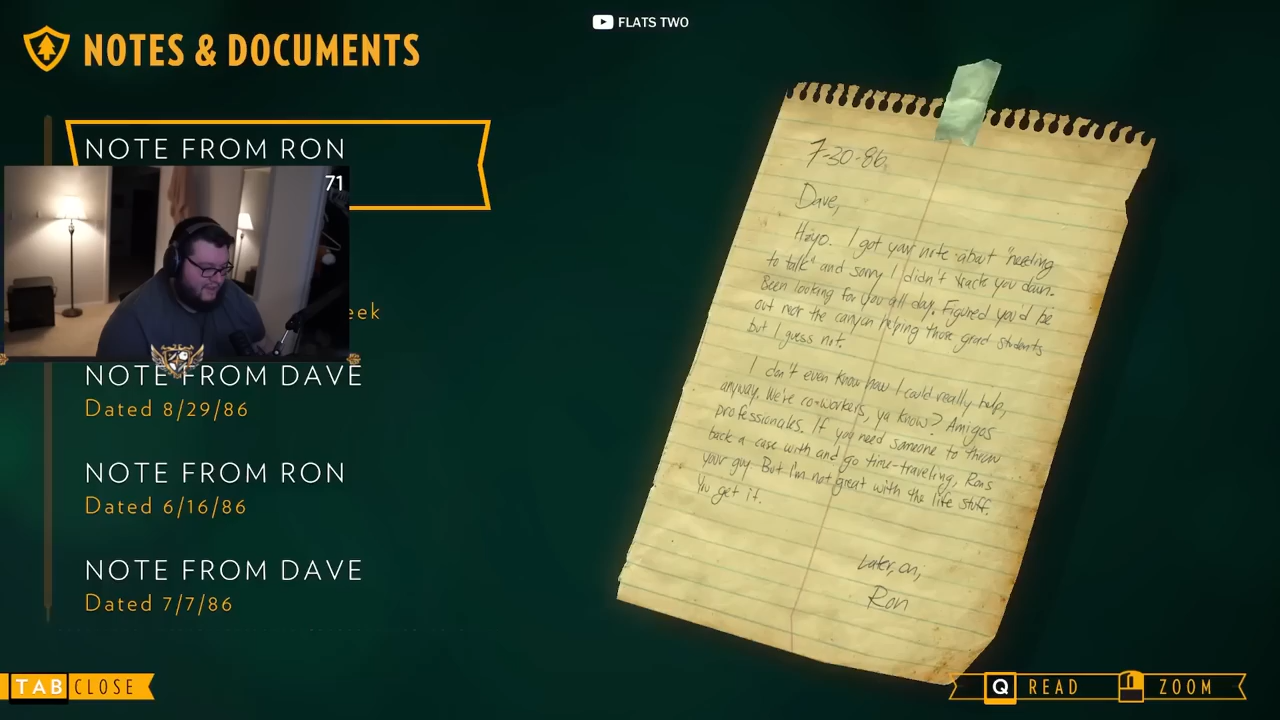 FLATS TWO
NOTES & DOCUMENTS
NOTE FROM RON
71
eek
NOTE FROM DAVE
Dated 8/29/86
NOTE FROM RON
Dated 6/16/86
NOTE FROM DAVE
Dated 7/7/86
TAB CLOSE
7-30-86
Dave,
Hiyo. I got your note about "needing
to talk" and sorry I didn't track you down.
Been looking for you all day. Figured you'd be
out near the canyon helping those grad students
but I guess not.
I don't even know how I could really help,
anyway. We're co-workers, ya know? Amigos
professionales. If you need someone to throw
back a case with and go time-traveling, Ron's
your guy. But I'm not great with the life stuff.
You get it.
Later, on,
Ron
Q READ
ZOOM